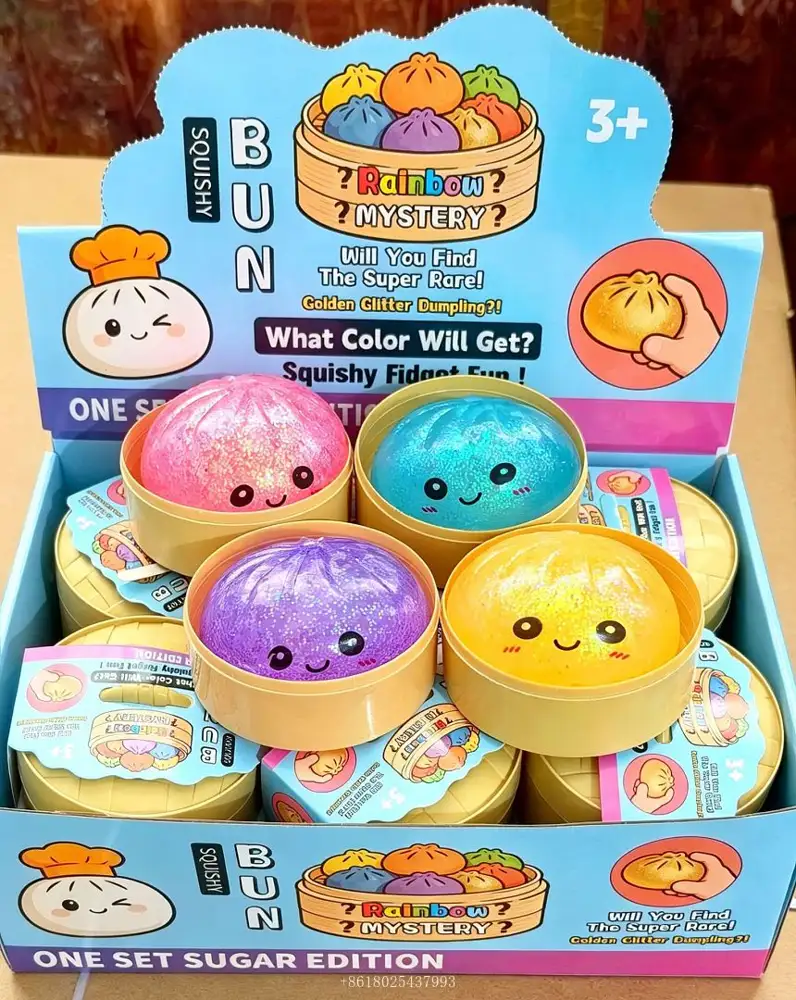 SQUISHY
BUN
3+
? Rainbow ?
? MYSTERY ?
Will You Find
The Super Rare!
Golden Glitter Dumpling?!
What Color Will Get?
Squishy Fidget Fun !
ONE SE
SQUISHY
BUN
? Rainbow ?
? MYSTERY ?
Will You Find
The Super Rare!
Golden Glitter Dumpling?!
ONE SET SUGAR EDITION
+8618025437993